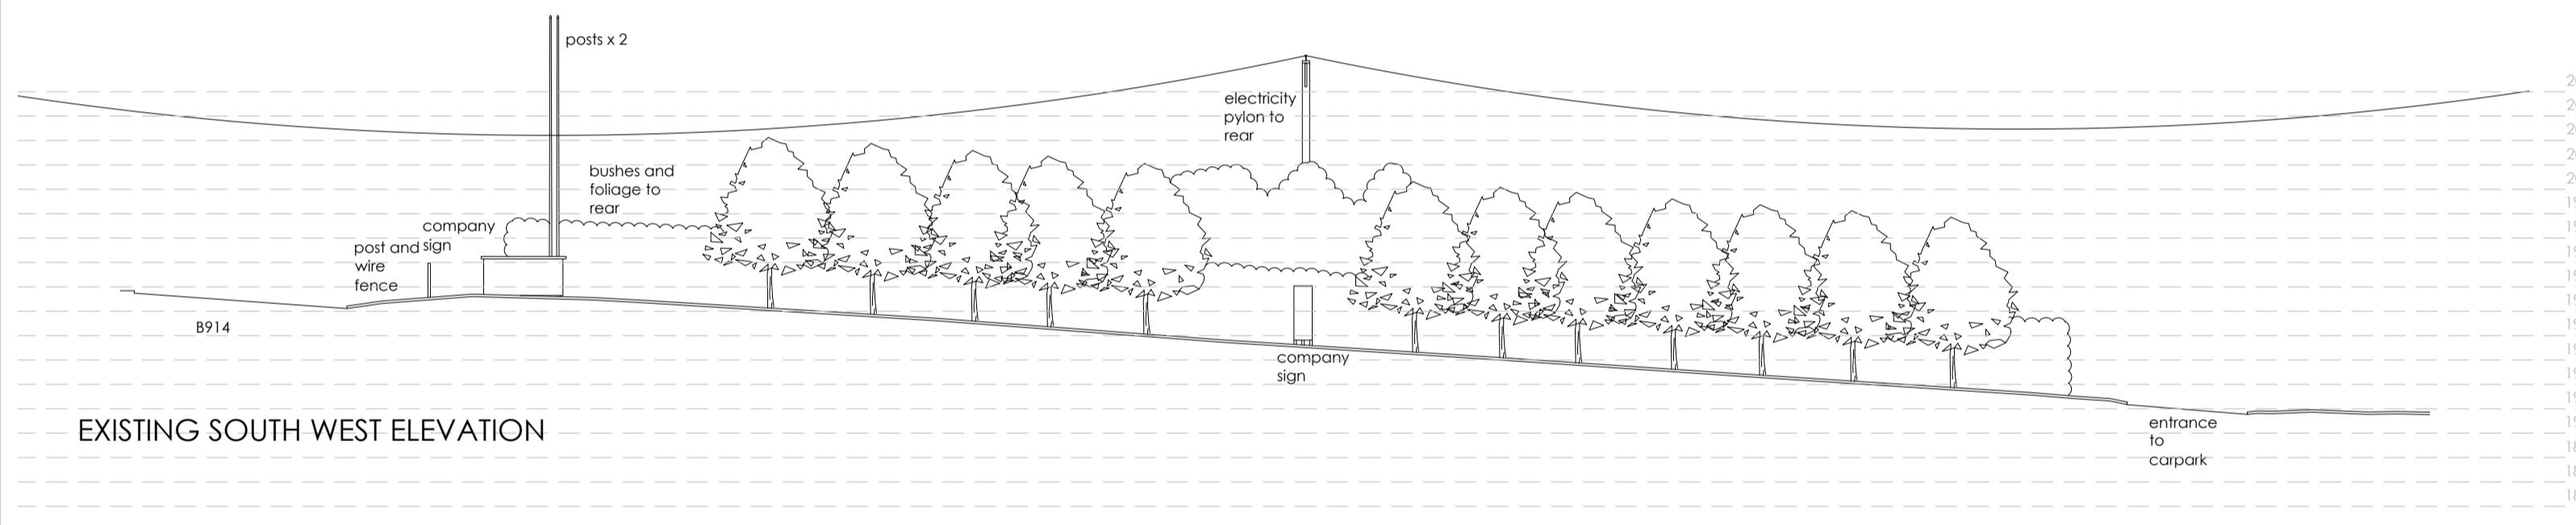 posts x 2
electricity
pylon to
rear
bushes and
foliage to
rear
company
sign
post and
wire
fence
B914
company
sign
EXISTING SOUTH WEST ELEVATION
entrance
to
carpark